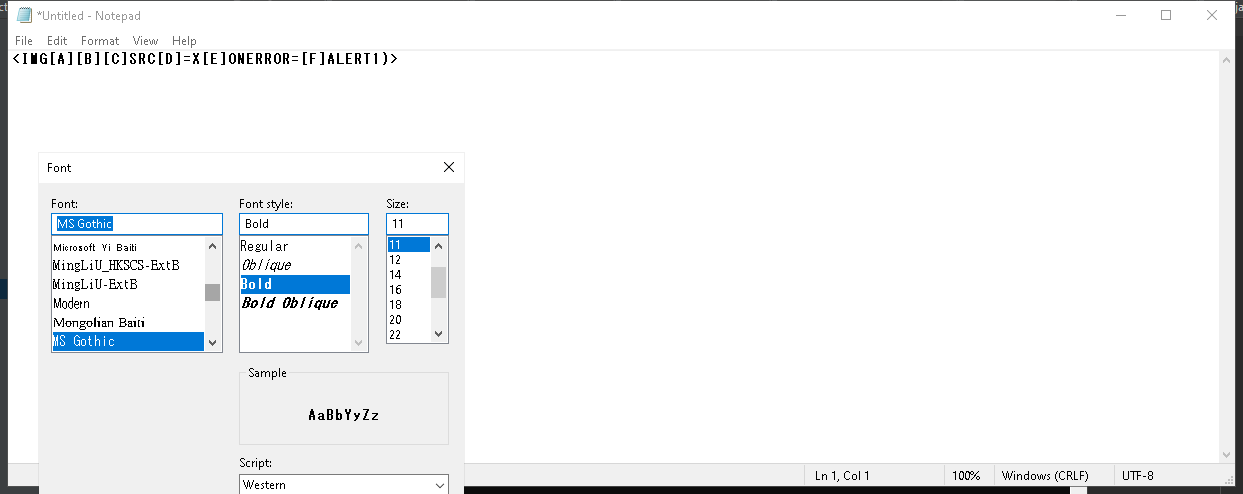 *Untitled - Notepad
File Edit Format View Help
<IMG[A][B][C]SRC[D]=X[E]ONERROR=[F]ALERT1)>
Font
Font:
MS Gothic
Microsoft Yi Baiti
MingLiU_HKSCS-ExtB
MingLiU-ExtB
Modern
Mongolian Baiti
MS Gothic
Font style:
Bold
Regular
Oblique
Bold
Bold Oblique
Size:
11
11
12
14
16
18
20
22
Sample
AaBbYyZz
Script:
Western
Ln 1, Col 1
100%
Windows (CRLF)
UTF-8